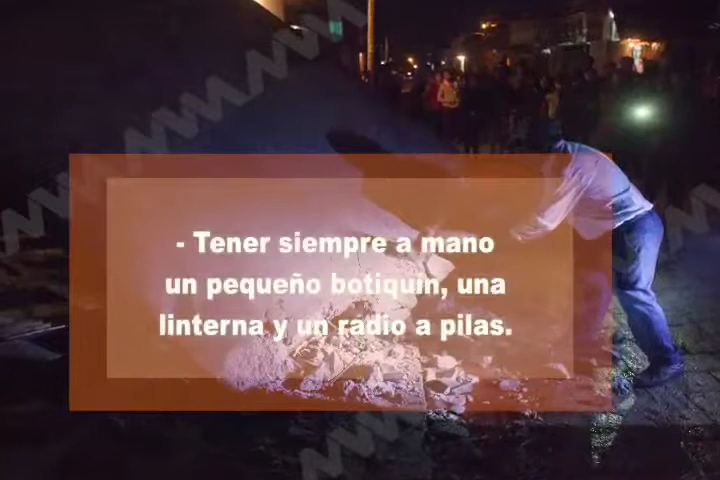 - Tener siempre a mano
un pequeño botiquín, una
linterna y un radio a pilas.